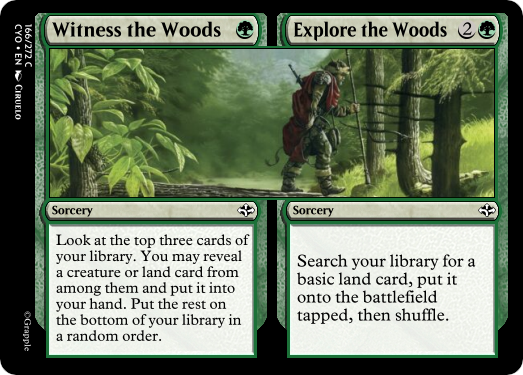 Witness the Woods
Explore the Woods 2
Sorcery
Look at the top three cards of
your library. You may reveal
a creature or land card from
among them and put it into
your hand. Put the rest on
the bottom of your library in
a random order.
Sorcery
Search your library for a
basic land card, put it
onto the battlefield
tapped, then shuffle.
166/272 C
CYO • EN CIRUELO
©Grapple